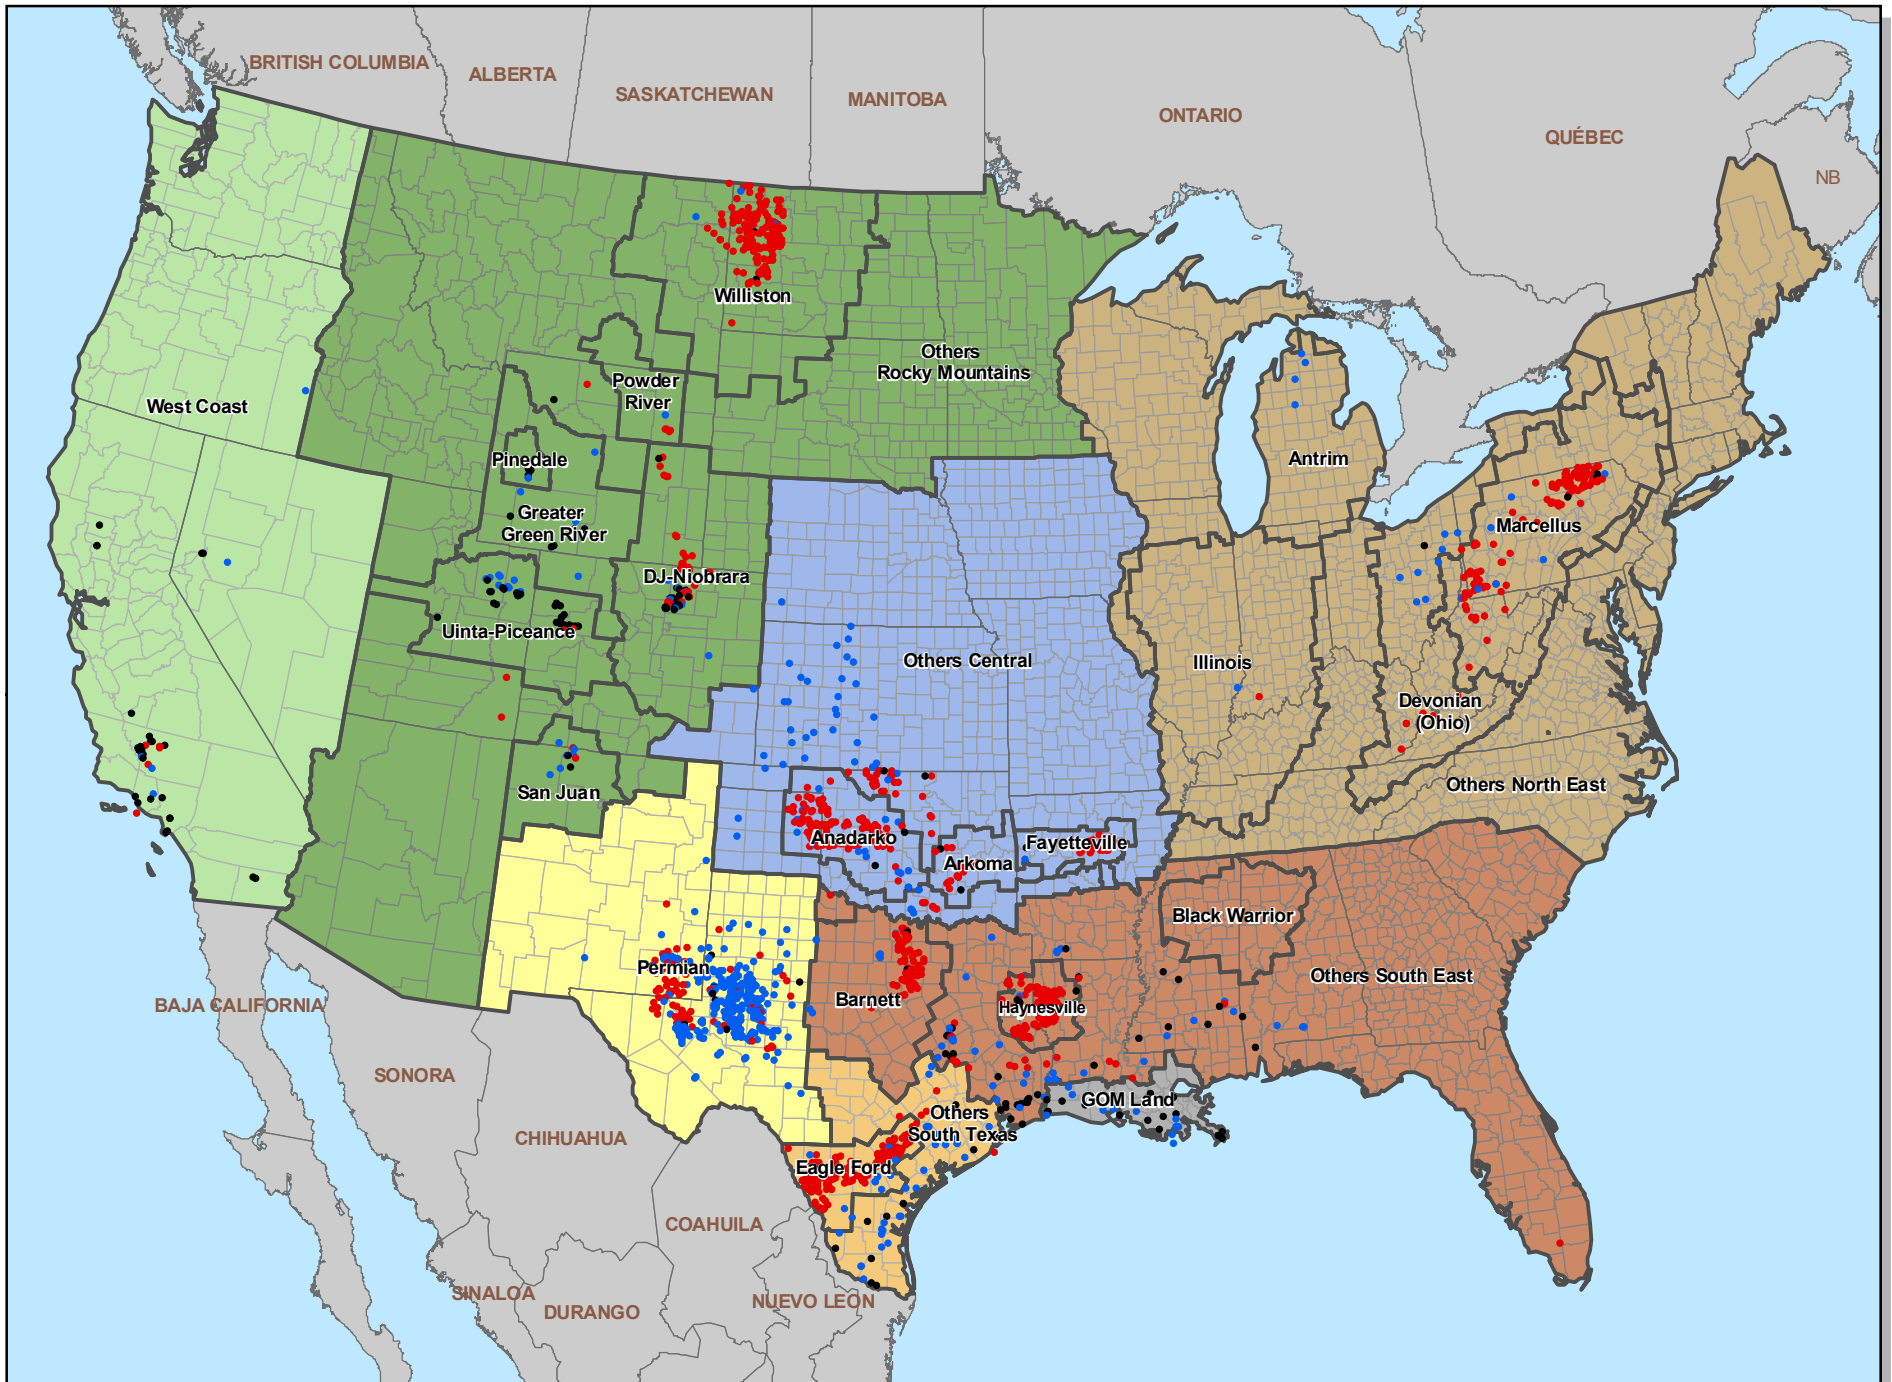 BRITISH COLUMBIA
ALBERTA
SASKATCHEWAN
MANITOBA
ONTARIO
QUÉBEC
NB
Williston
Others
Rocky Mountains
Powder
River
West Coast
Pinedale
Antrim
Greater
Green River
Marcellus
DJ-Niobrara
Uinta-Piceance
Others Central
Illinois
Devonian
(Ohio)
San Juan
Others North East
Anadarko
Fayetteville
Arkoma
Black Warrior
Permian
Others South East
Barnett
Haynesville
BAJA CALIFORNIA
SONORA
GOM Land
Others
South Texas
CHIHUAHUA
Eagle Ford
COAHUILA
SINALOA
DURANGO
NUEVO LEÓN